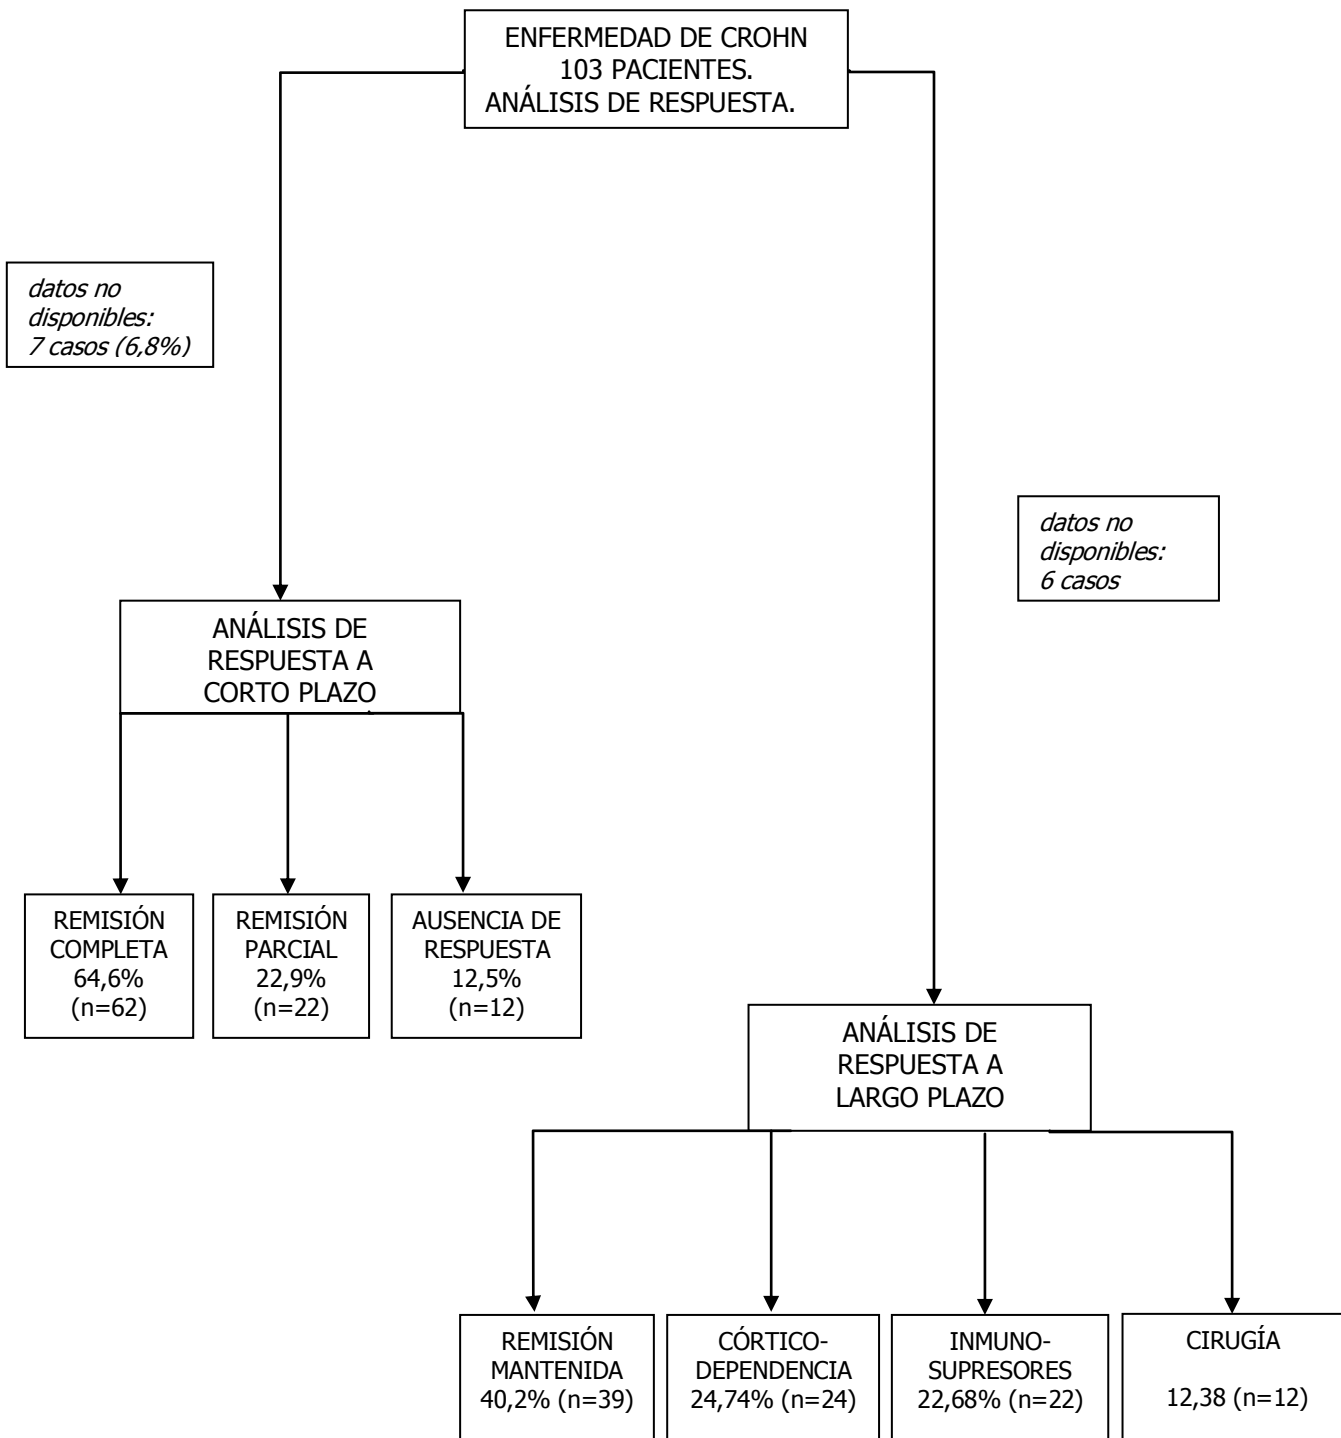 ENFERMEDAD DE CROHN
103 PACIENTES.
ANÁLISIS DE RESPUESTA.
datos no
disponibles:
7 casos (6,8%)
datos no
disponibles:
6 casos
ANÁLISIS DE
RESPUESTA A
CORTO PLAZO
REMISIÓN
COMPLETA
64,6%
(n=62)
REMISIÓN
PARCIAL
22,9%
(n=22)
AUSENCIA DE
RESPUESTA
12,5%
(n=12)
ANÁLISIS DE
RESPUESTA A
LARGO PLAZO
REMISIÓN
MANTENIDA
40,2% (n=39)
CÓRTICO-
DEPENDENCIA
24,74% (n=24)
INMUNO-
SUPRESORES
22,68% (n=22)
CIRUGÍA
12,38 (n=12)